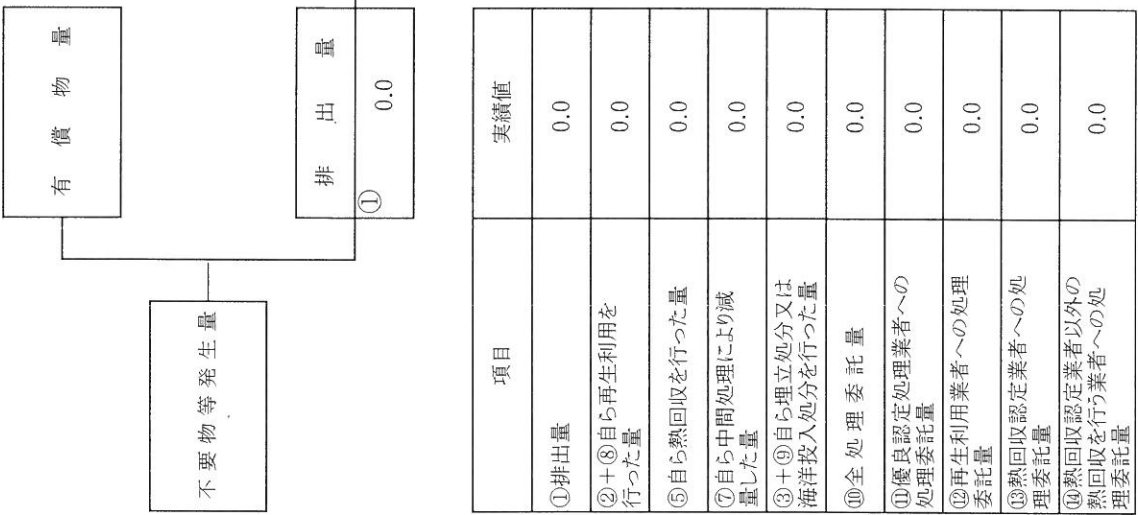 有償物量
不要物等発生量
排出量
①
0.0
項目
実績値
①排出量
0.0
②+⑧自ら再生利用を
行った量
0.0
⑤自ら熱回収を行った量
0.0
⑦自ら中間処理により減
量した量
0.0
③+⑨自ら埋立処分又は
海洋投入処分を行った量
0.0
⑩全処理委託量
0.0
⑪優良認定処理業者への
処理委託量
0.0
⑫再生利用業者への処理
委託量
0.0
⑬熱回収認定業者への処
理委託量
0.0
⑭熱回収認定業者以外の
熱回収を行う業者への処
理委託量
0.0